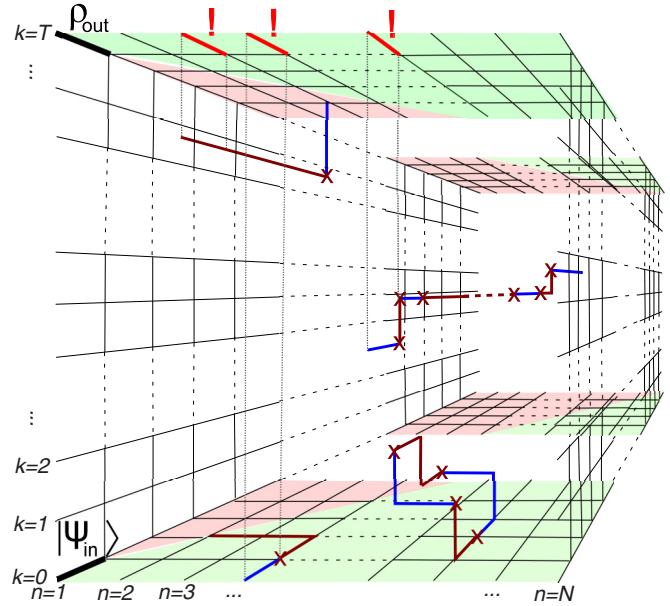 ρout
! ! !
k=T
...
...
k=2
k=1
|Ψin⟩
k=0
n=1 n=2 n=3 ... ... n=N